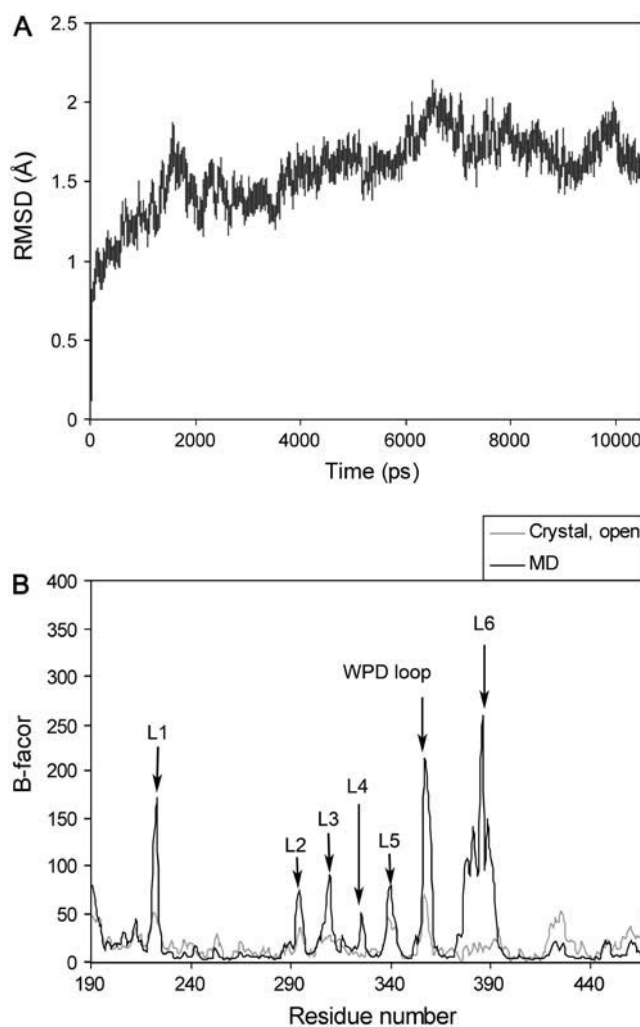 A
2.5
2
1.5
1
0.5
0
RMSD (Å)
0 2000 4000 6000 8000 10000
Time (ps)
Crystal, open
MD
B
400
350
300
250
200
150
100
50
0
B-facor
L1
L2
L3
L4
L5
WPD loop
L6
190 240 290 340 390 440
Residue number